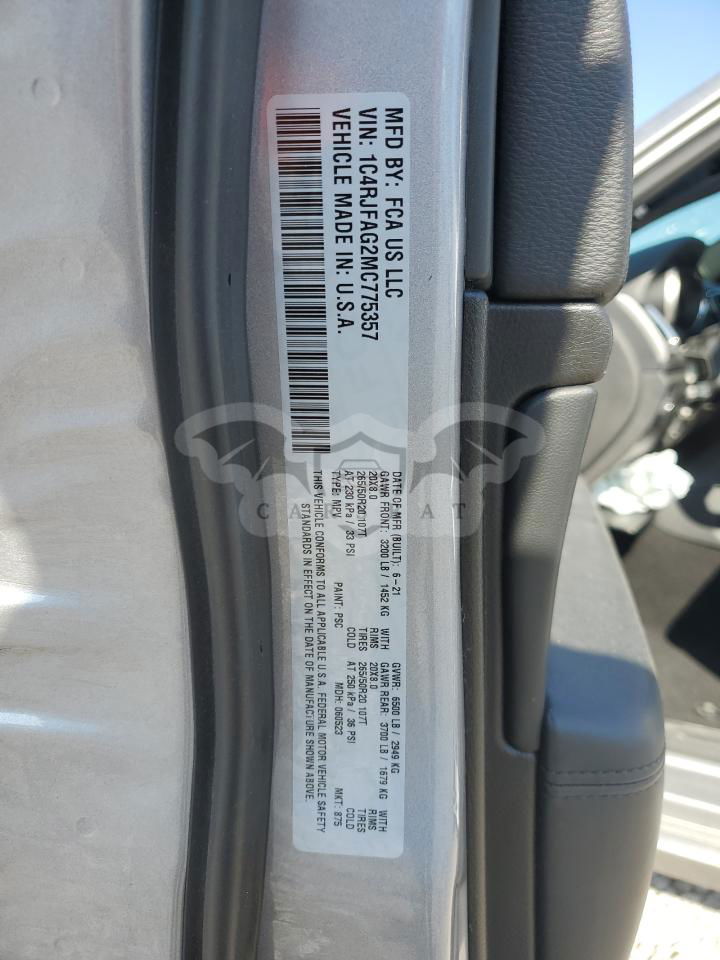 MFD BY: FCA US LLC
VIN: 1C4RJFAG2MC775357
VEHICLE MADE IN: U.S.A.
DATE OF MFR (BUILT): 6-21 GVWR: 6500 LB / 2949 KG
GAWR FRONT: 3200 LB / 1452 KG WITH GAWR REAR: 3700 LB / 1679 KG WITH
20X8.0 RIMS 20X8.0 RIMS
265/50R20 107T TIRES 265/50R20 107T TIRES
AT 230 kPa / 33 PSI COLD AT 250 kPa / 36 PSI COLD
TYPE: MPV PAINT: PSC MDH: 060523 MKT: 875
THIS VEHICLE CONFORMS TO ALL APPLICABLE U.S.A. FEDERAL MOTOR VEHICLE SAFETY
STANDARDS IN EFFECT ON THE DATE OF MANUFACTURE SHOWN ABOVE.